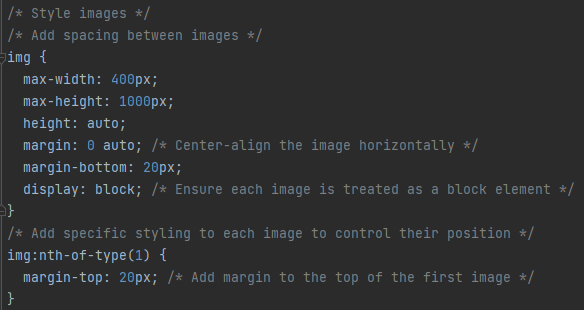 /* Style images */
/* Add spacing between images */
img {
  max-width: 400px;
  max-height: 1000px;
  height: auto;
  margin: 0 auto; /* Center-align the image horizontally */
  margin-bottom: 20px;
  display: block; /* Ensure each image is treated as a block element */
}
/* Add specific styling to each image to control their position */
img:nth-of-type(1) {
  margin-top: 20px; /* Add margin to the top of the first image */
}